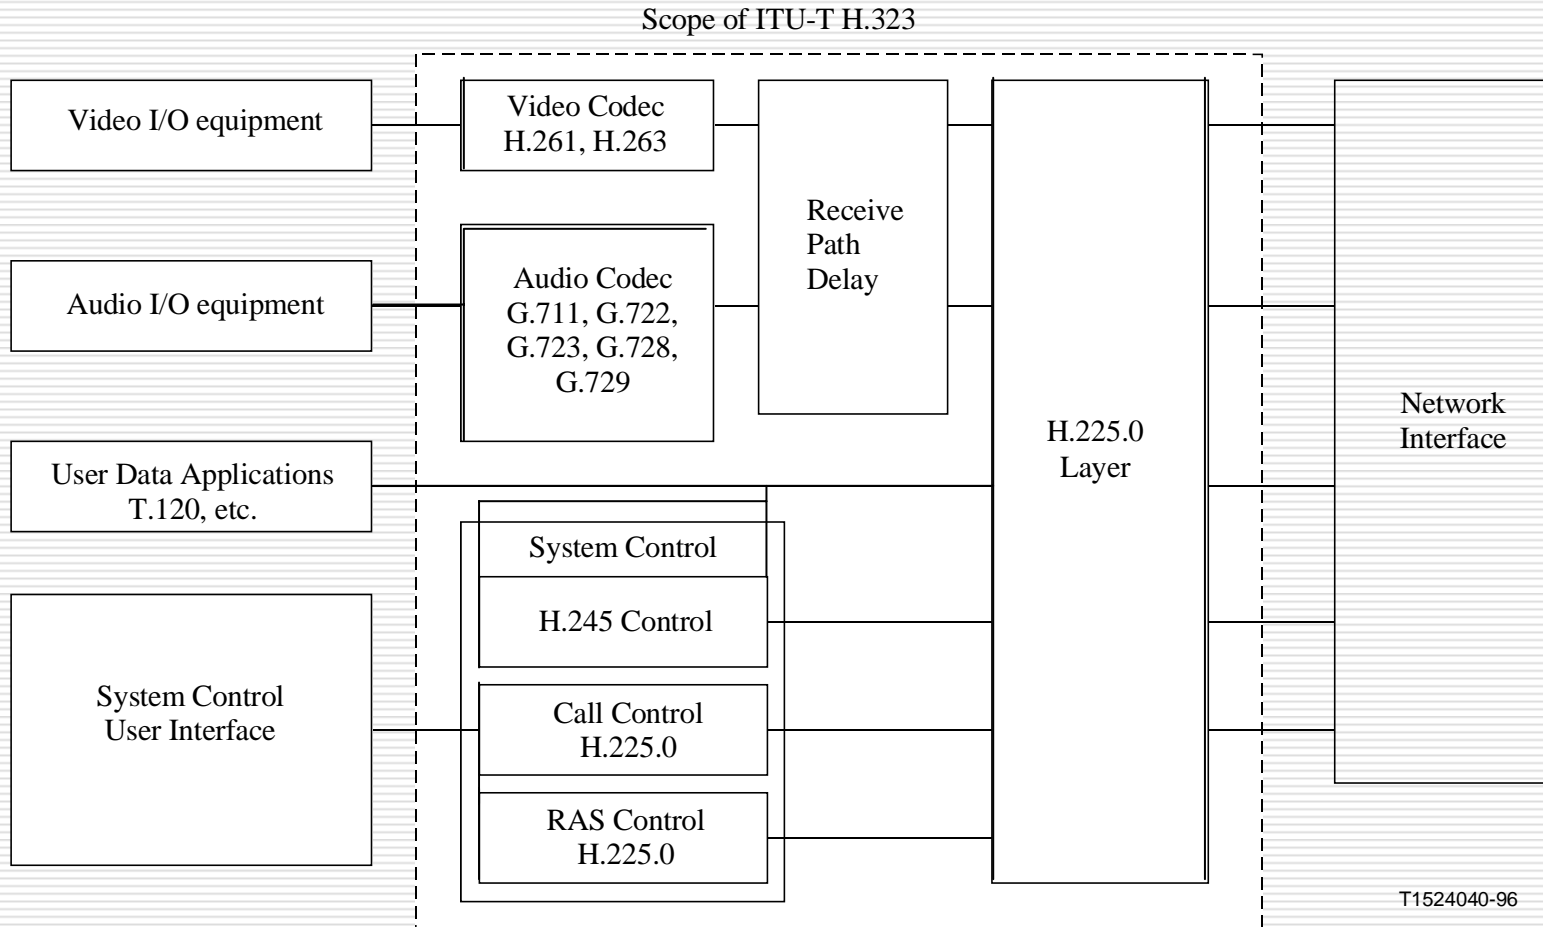 Scope of ITU-T H.323
Video I/O equipment
Video Codec
H.261, H.263
Receive
Path
Delay
Audio I/O equipment
Audio Codec
G.711, G.722,
G.723, G.728,
G.729
H.225.0
Layer
Network
Interface
User Data Applications
T.120, etc.
System Control
H.245 Control
System Control
User Interface
Call Control
H.225.0
RAS Control
H.225.0
T1524040-96